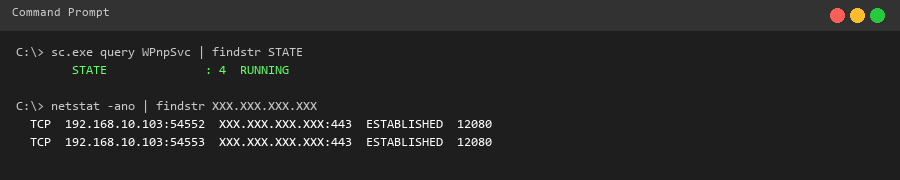 Command Prompt
C:\> sc.exe query WPnpSvc | findstr STATE
STATE : 4 RUNNING
C:\> netstat -ano | findstr XXX.XXX.XXX.XXX
TCP 192.168.10.103:54552 XXX.XXX.XXX.XXX:443 ESTABLISHED 12080
TCP 192.168.10.103:54553 XXX.XXX.XXX.XXX:443 ESTABLISHED 12080